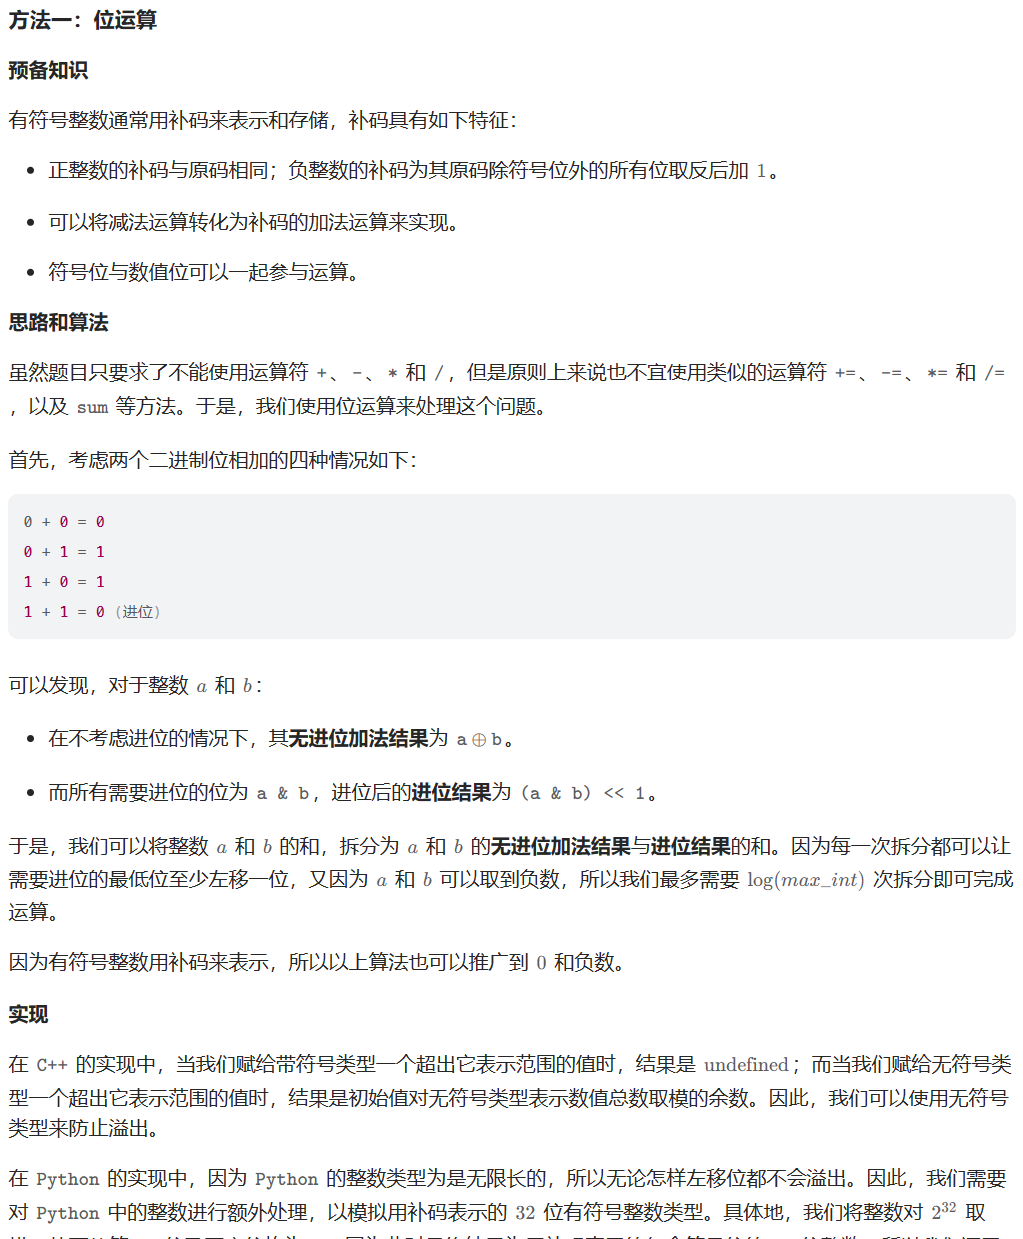 方法一：位运算
预备知识
有符号整数通常用补码来表示和存储，补码具有如下特征：
• 正整数的补码与原码相同；负整数的补码为其原码除符号位外的所有位取反后加 1。
• 可以将减法运算转化为补码的加法运算来实现。
• 符号位与数值位可以一起参与运算。
思路和算法
虽然题目只要求了不能使用运算符 +、-、* 和 /，但是原则上来说也不宜使用类似的运算符 +=、-=、*= 和 /=
，以及 sum 等方法。于是，我们使用位运算来处理这个问题。
首先，考虑两个二进制位相加的四种情况如下：
0 + 0 = 0
0 + 1 = 1
1 + 0 = 1
1 + 1 = 0（进位）
可以发现，对于整数 a 和 b：
• 在不考虑进位的情况下，其无进位加法结果为 a⊕b。
• 而所有需要进位的位为 a & b，进位后的进位结果为 (a & b) << 1。
于是，我们可以将整数 a 和 b 的和，拆分为 a 和 b 的无进位加法结果与进位结果的和。因为每一次拆分都可以让
需要进位的最低位至少左移一位，又因为 a 和 b 可以取到负数，所以我们最多需要 log(max_int) 次拆分即可完成
运算。
因为有符号整数用补码来表示，所以以上算法也可以推广到 0 和负数。
实现
在 C++ 的实现中，当我们赋给带符号类型一个超出它表示范围的值时，结果是 undefined；而当我们赋给无符号类
型一个超出它表示范围的值时，结果是初始值对无符号类型表示数值总数取模的余数。因此，我们可以使用无符号
类型来防止溢出。
在 Python 的实现中，因为 Python 的整数类型为是无限长的，所以无论怎样左移位都不会溢出。因此，我们需要
对 Python 中的整数进行额外处理，以模拟用补码表示的 32 位有符号整数类型。具体地，我们将整数对 2^32 取